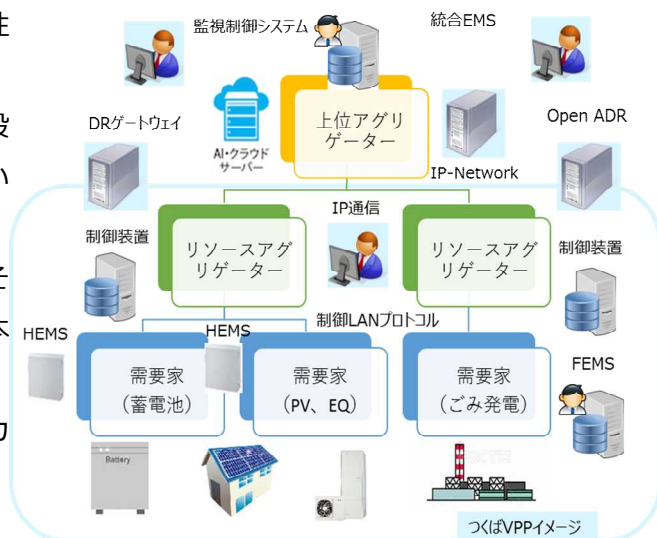 性
監視制御システム
統合EMS
設
い
DRゲートウェイ
AI・クラウド
サーバー
上位アグリ
ゲーター
Open ADR
IP-Network
IP通信
制御装置
リソースアグ
リゲーター
リソースアグ
リゲーター
制御装置
そ
本
制御LANプロトコル
HEMS
HEMS
FEMS
需要家
（蓄電池）
需要家
（PV、EQ）
需要家
（ごみ発電）
力
Battery
つくばVPPイメージ